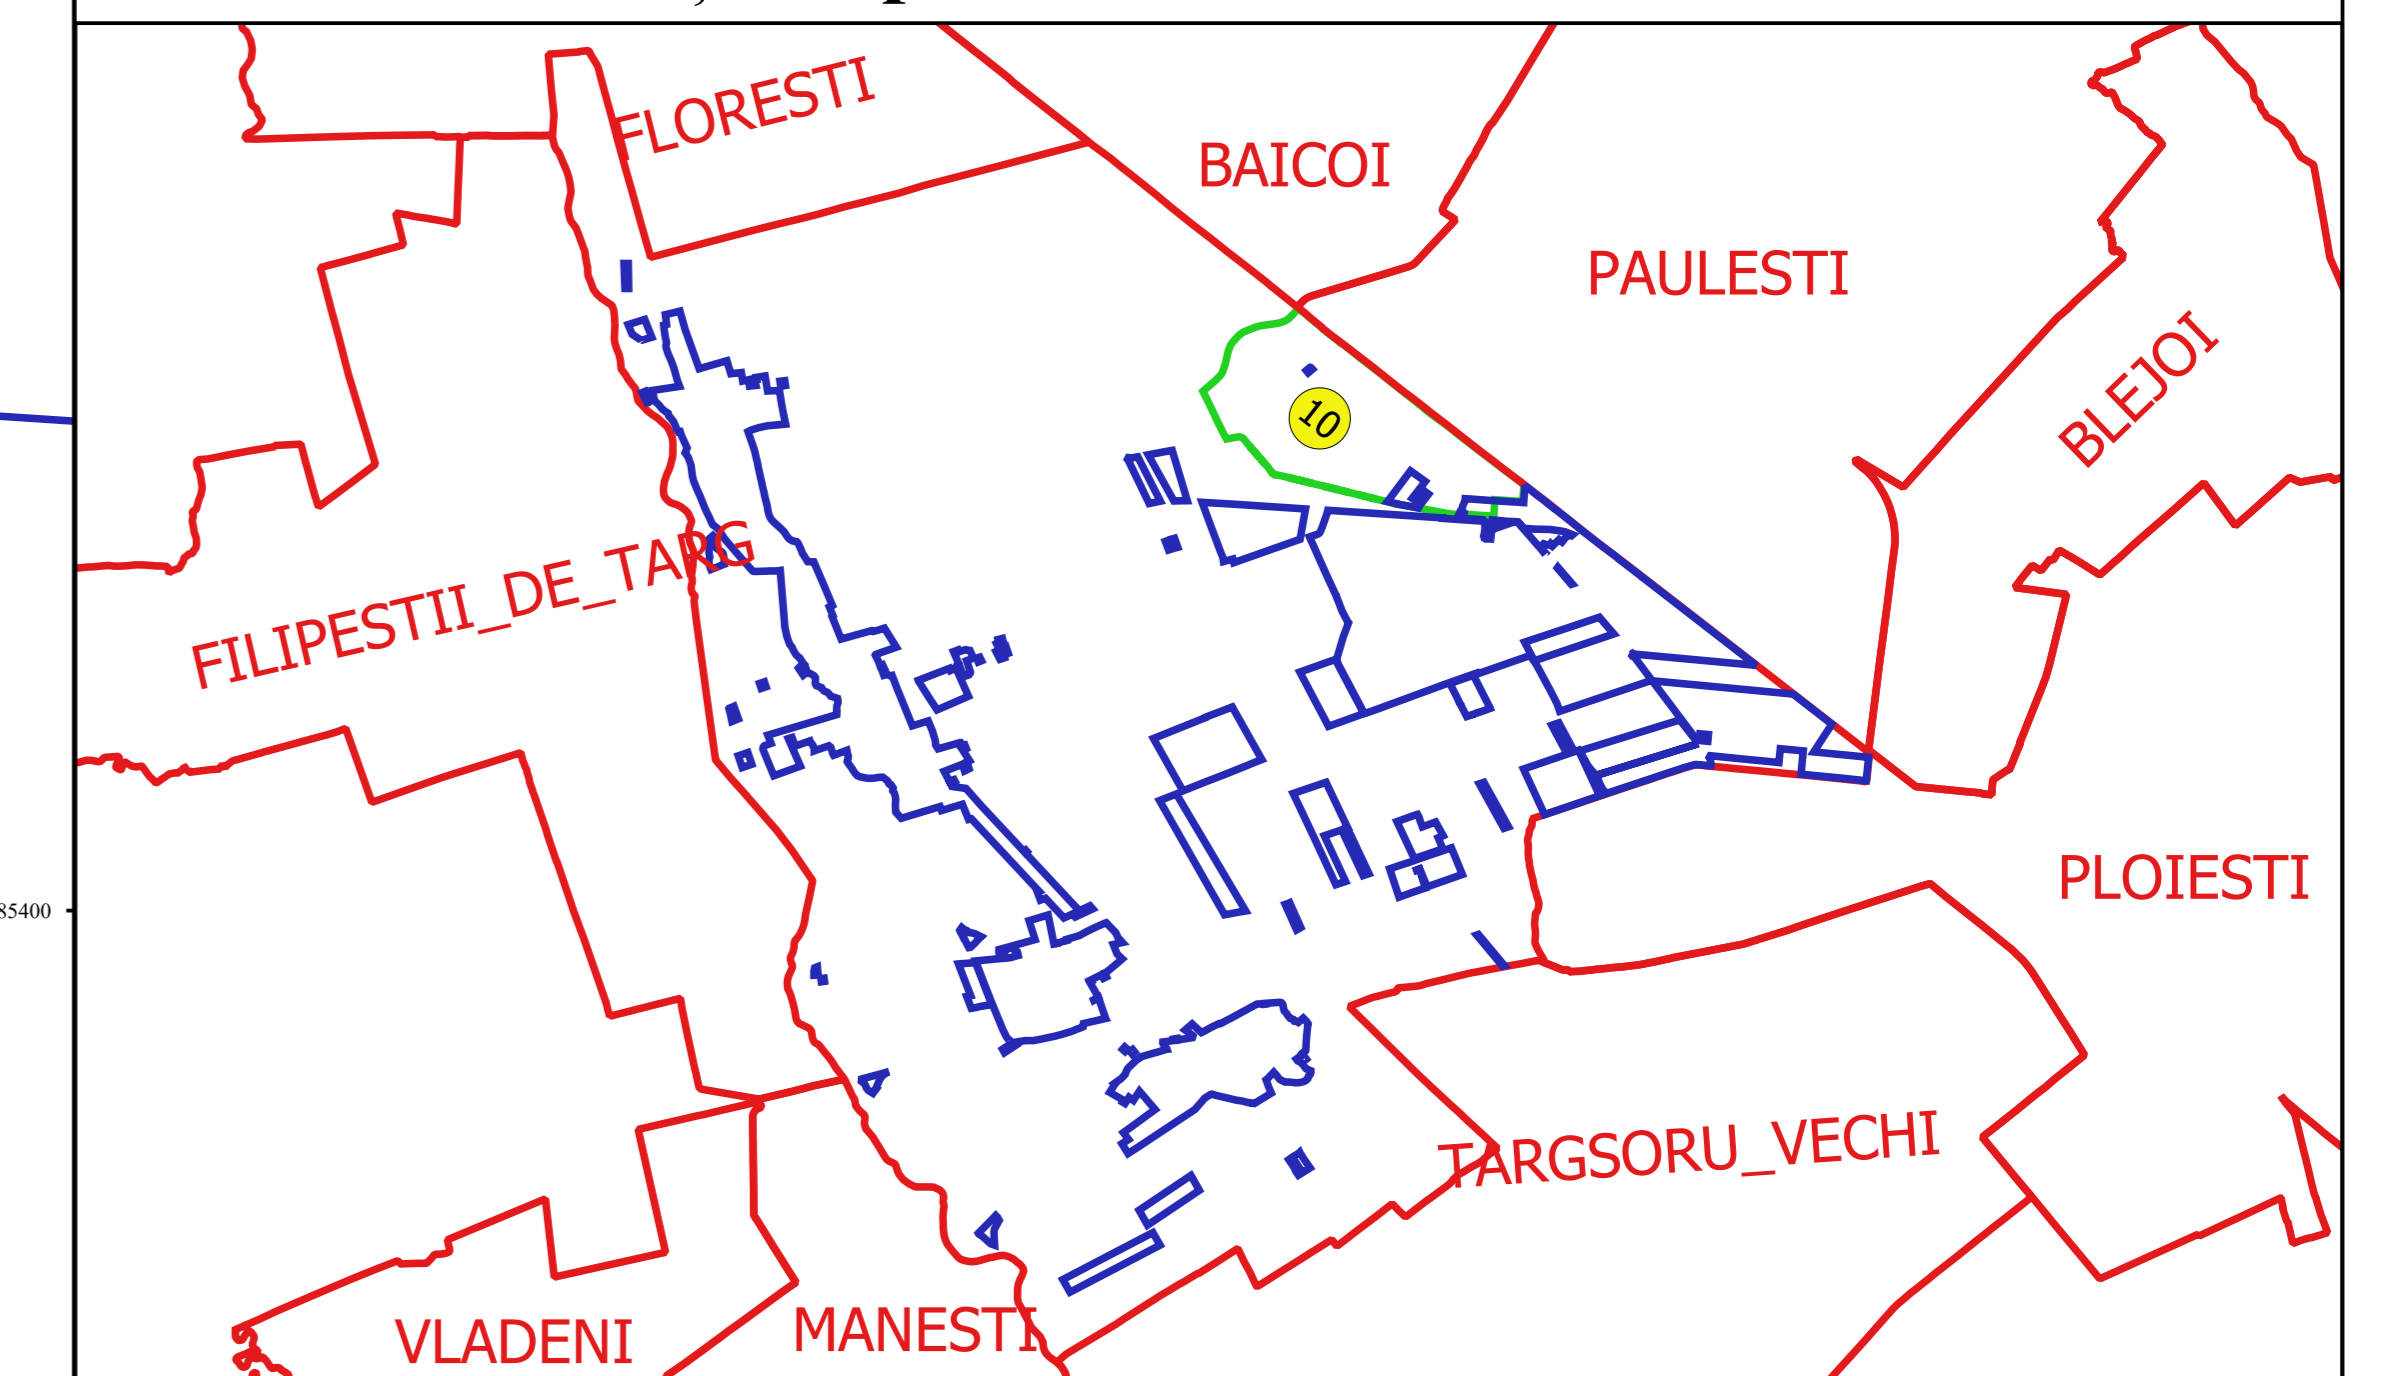 FLORESTI
BAICOI
PAULESTI
BLEJOI
10
FILIPESTII_DE_TARG
PLOIESTI
85400
TARGSORU_VECHI
MANESTI
VLADENI